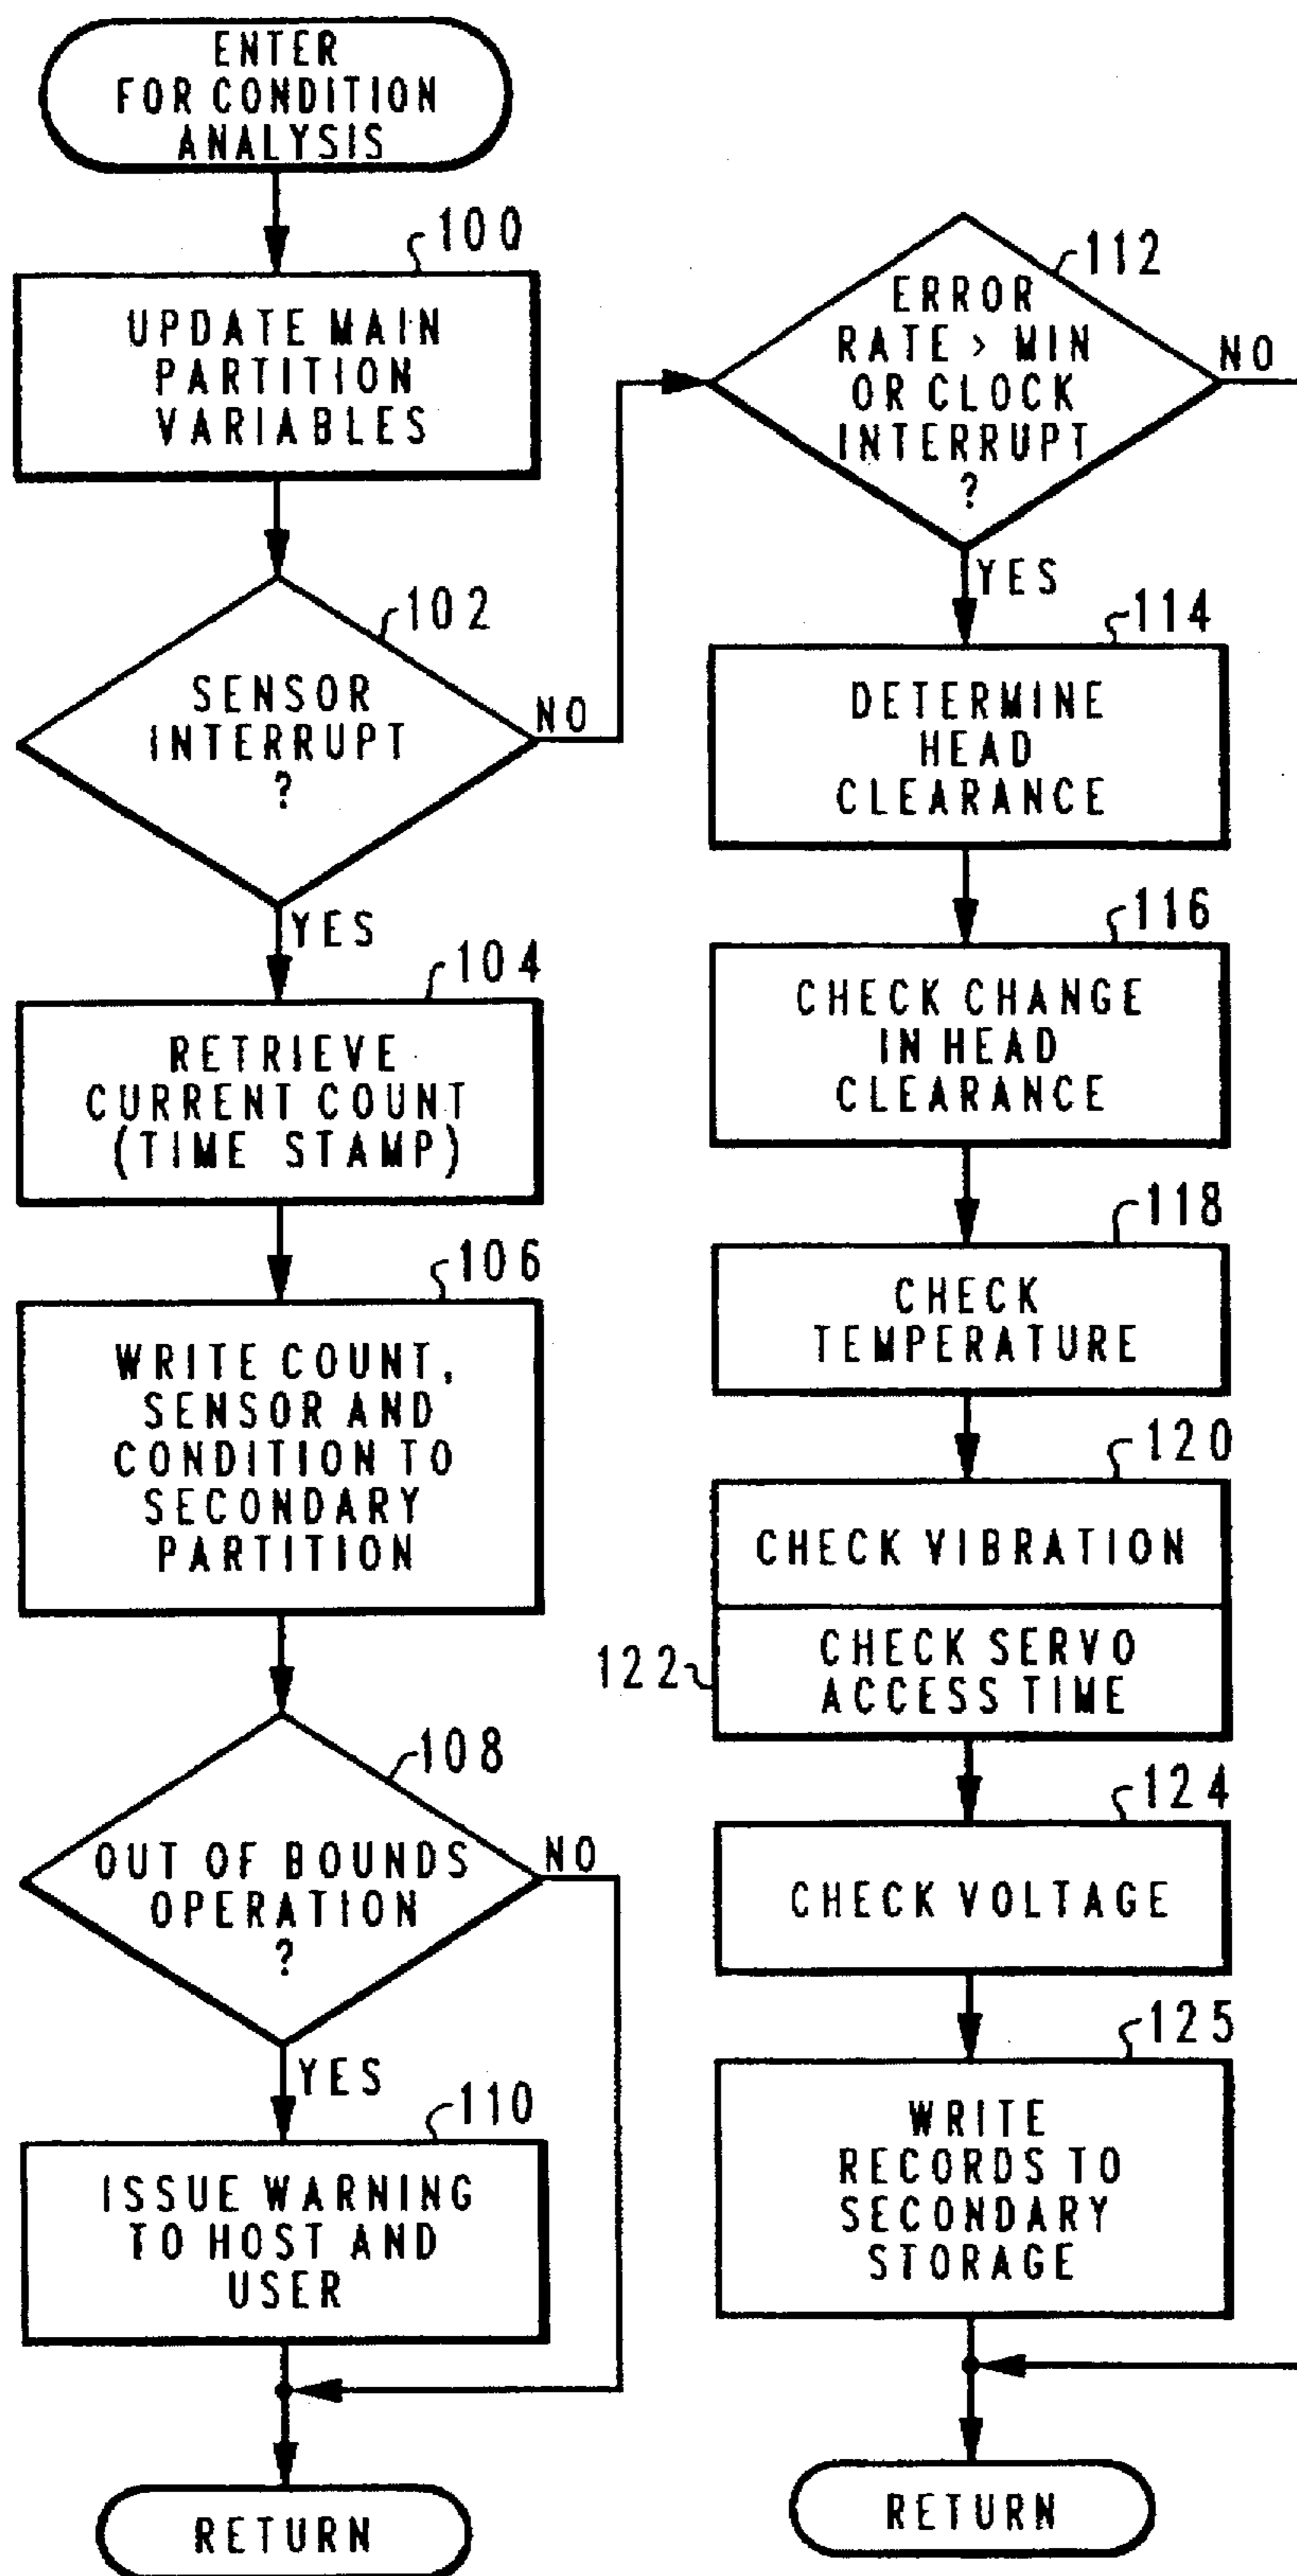 ENTER
FOR CONDITION
ANALYSIS
100
UPDATE MAIN
PARTITION
VARIABLES
102
SENSOR
INTERRUPT
?
NO
YES
104
RETRIEVE
CURRENT COUNT
(TIME STAMP)
106
WRITE COUNT,
SENSOR AND
CONDITION TO
SECONDARY
PARTITION
108
OUT OF BOUNDS
OPERATION
?
NO
YES
110
ISSUE WARNING
TO HOST AND
USER
RETURN
112
ERROR
RATE > MIN
OR CLOCK
INTERRUPT
?
NO
YES
114
DETERMINE
HEAD
CLEARANCE
116
CHECK CHANGE
IN HEAD
CLEARANCE
118
CHECK
TEMPERATURE
120
CHECK VIBRATION
122
CHECK SERVO
ACCESS TIME
124
CHECK VOLTAGE
125
WRITE
RECORDS TO
SECONDARY
STORAGE
RETURN